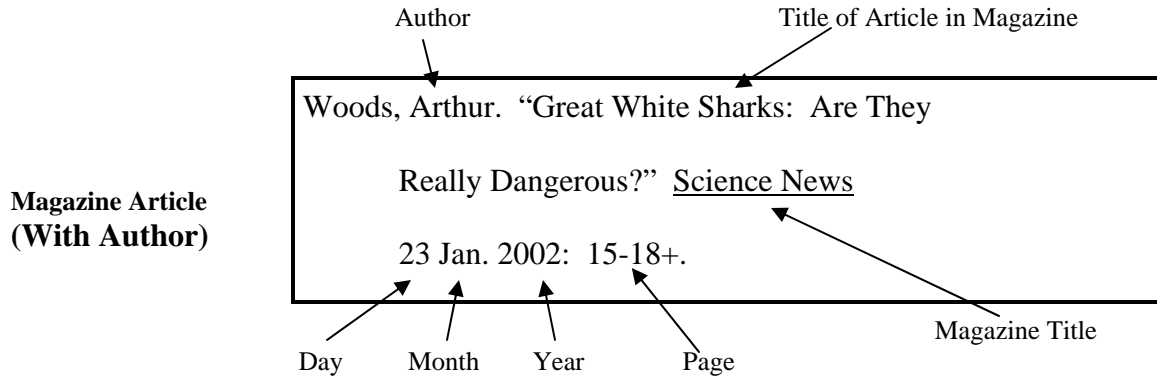 Author Title of Article in Magazine
Woods, Arthur. “Great White Sharks: Are They
Really Dangerous?” Science News
Magazine Article
(With Author)
23 Jan. 2002: 15-18+.
Magazine Title
Day Month Year Page